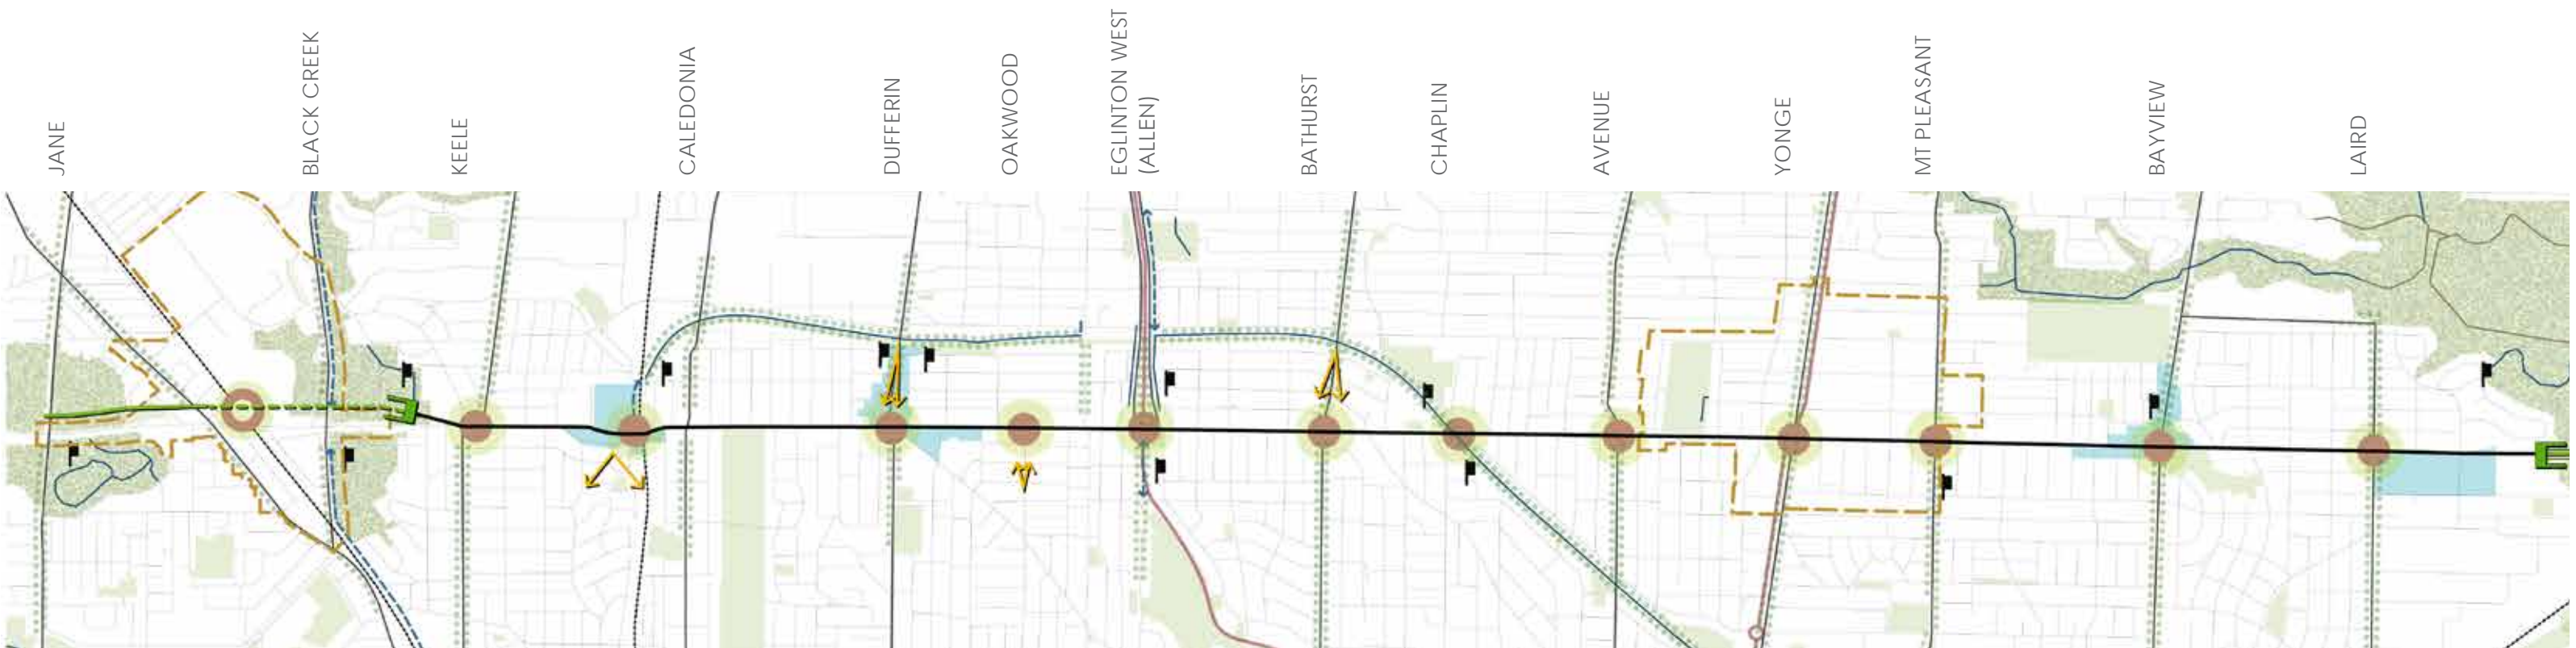 JANE
BLACK CREEK
KEELE
CALEDONIA
DUFFERIN
OAKWOOD
EGLINTON WEST
(ALLEN)
BATHURST
CHAPLIN
AVENUE
YONGE
MT PLEASANT
BAYVIEW
LAIRD